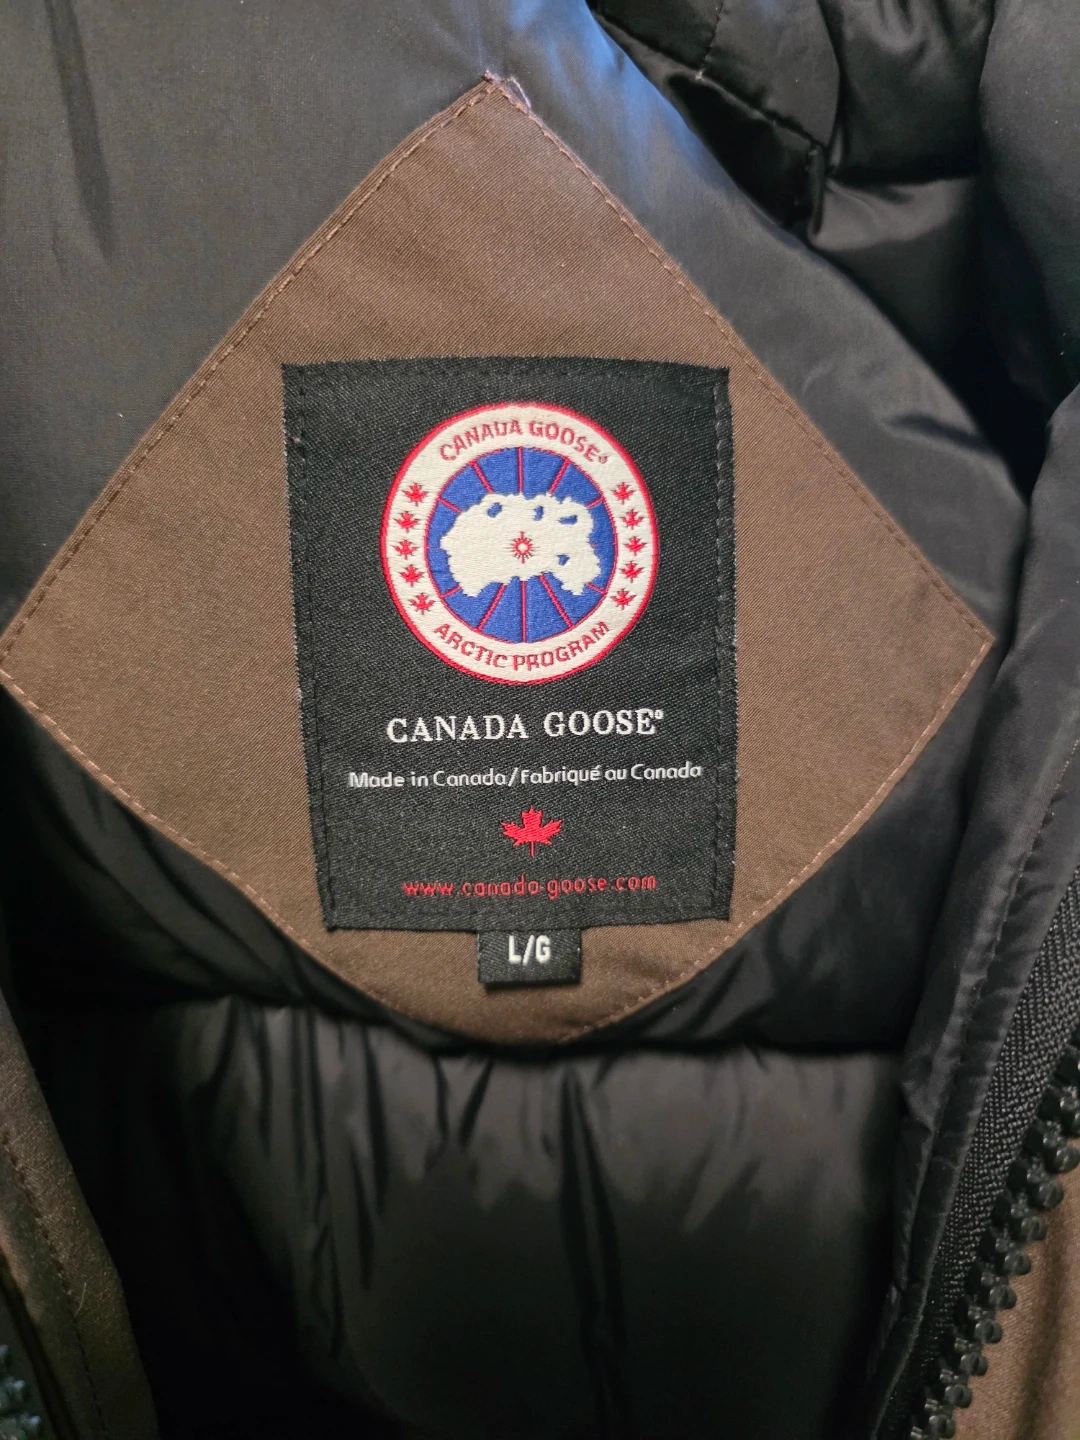 CANADA GOOSE®
ARCTIC PROGRAM
CANADA GOOSE®
Made in Canada/Fabriqué au Canada
www.canada-goose.com
L/G